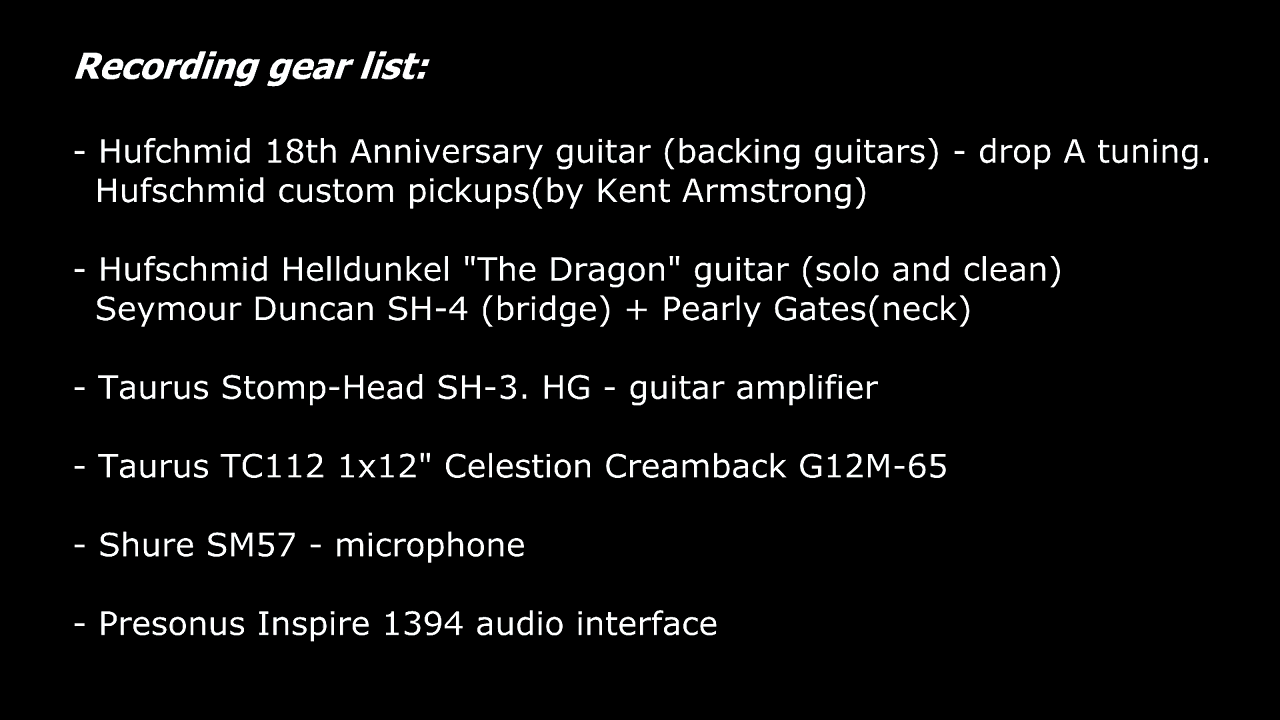 Recording gear list:
- Hufchmid 18th Anniversary guitar (backing guitars) - drop A tuning.
Hufschmid custom pickups(by Kent Armstrong)
- Hufschmid Helldunkel "The Dragon" guitar (solo and clean)
Seymour Duncan SH-4 (bridge) + Pearly Gates(neck)
- Taurus Stomp-Head SH-3. HG - guitar amplifier
- Taurus TC112 1x12" Celestion Creamback G12M-65
- Shure SM57 - microphone
- Presonus Inspire 1394 audio interface